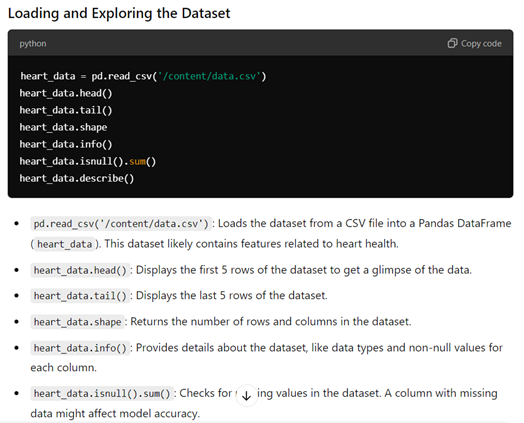 Loading and Exploring the Dataset
python
Copy code
heart_data = pd.read_csv('/content/data.csv')
heart_data.head()
heart_data.tail()
heart_data.shape
heart_data.info()
heart_data.isnull().sum()
heart_data.describe()
• pd.read_csv('/content/data.csv'): Loads the dataset from a CSV file into a Pandas DataFrame
(heart_data). This dataset likely contains features related to heart health.
• heart_data.head(): Displays the first 5 rows of the dataset to get a glimpse of the data.
• heart_data.tail(): Displays the last 5 rows of the dataset.
• heart_data.shape: Returns the number of rows and columns in the dataset.
• heart_data.info(): Provides details about the dataset, like data types and non-null values for
each column.
• heart_data.isnull().sum(): Checks for values in the dataset. A column with missing
data might affect model accuracy.